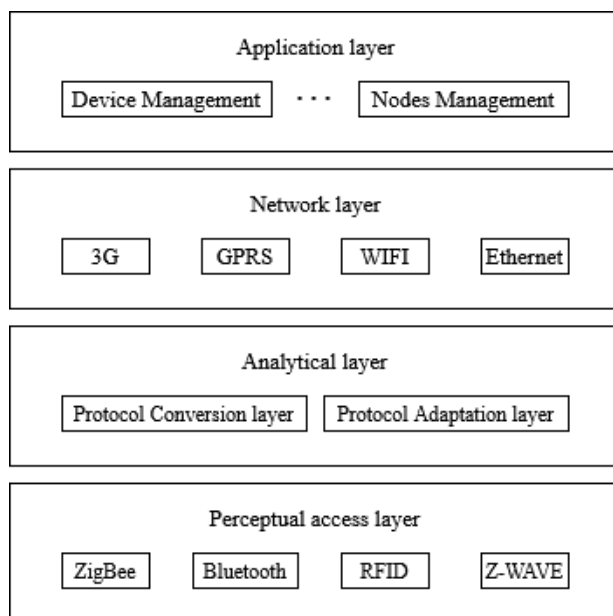 Application layer
Device Management ··· Nodes Management
Network layer
3G GPRS WIFI Ethernet
Analytical layer
Protocol Conversion layer Protocol Adaptation layer
Perceptual access layer
ZigBee Bluetooth RFID Z-WAVE